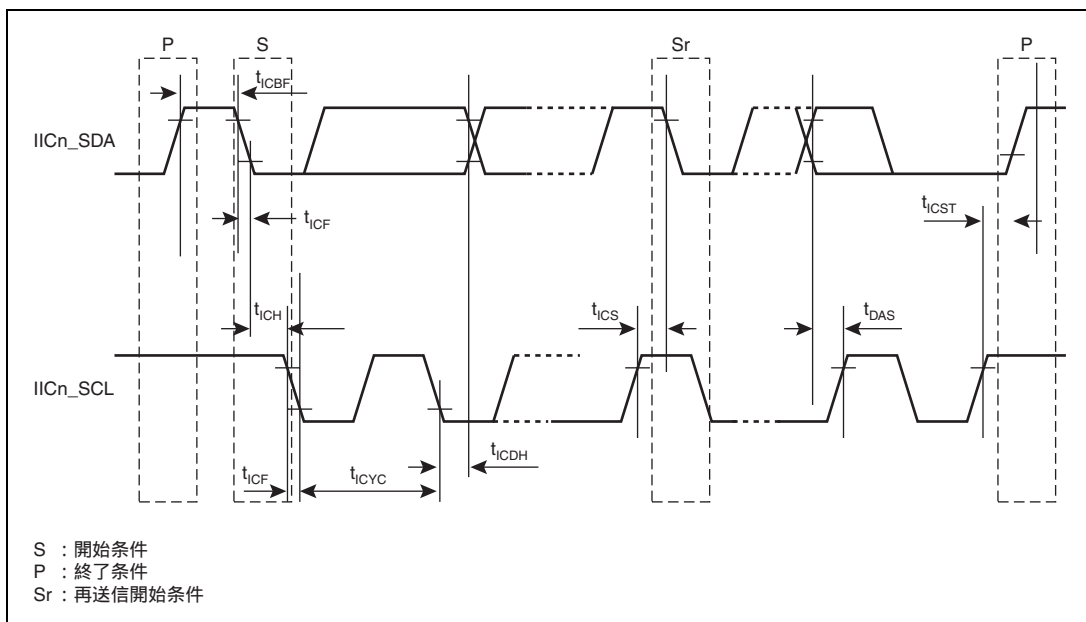 P S Sr P
tICBF
IICn_SDA
tICF
tICST
tICH tICS tDAS
IICn_SCL
tICDH
tICF tICYC
S ：開始条件
P ：終了条件
Sr ：再送信開始条件